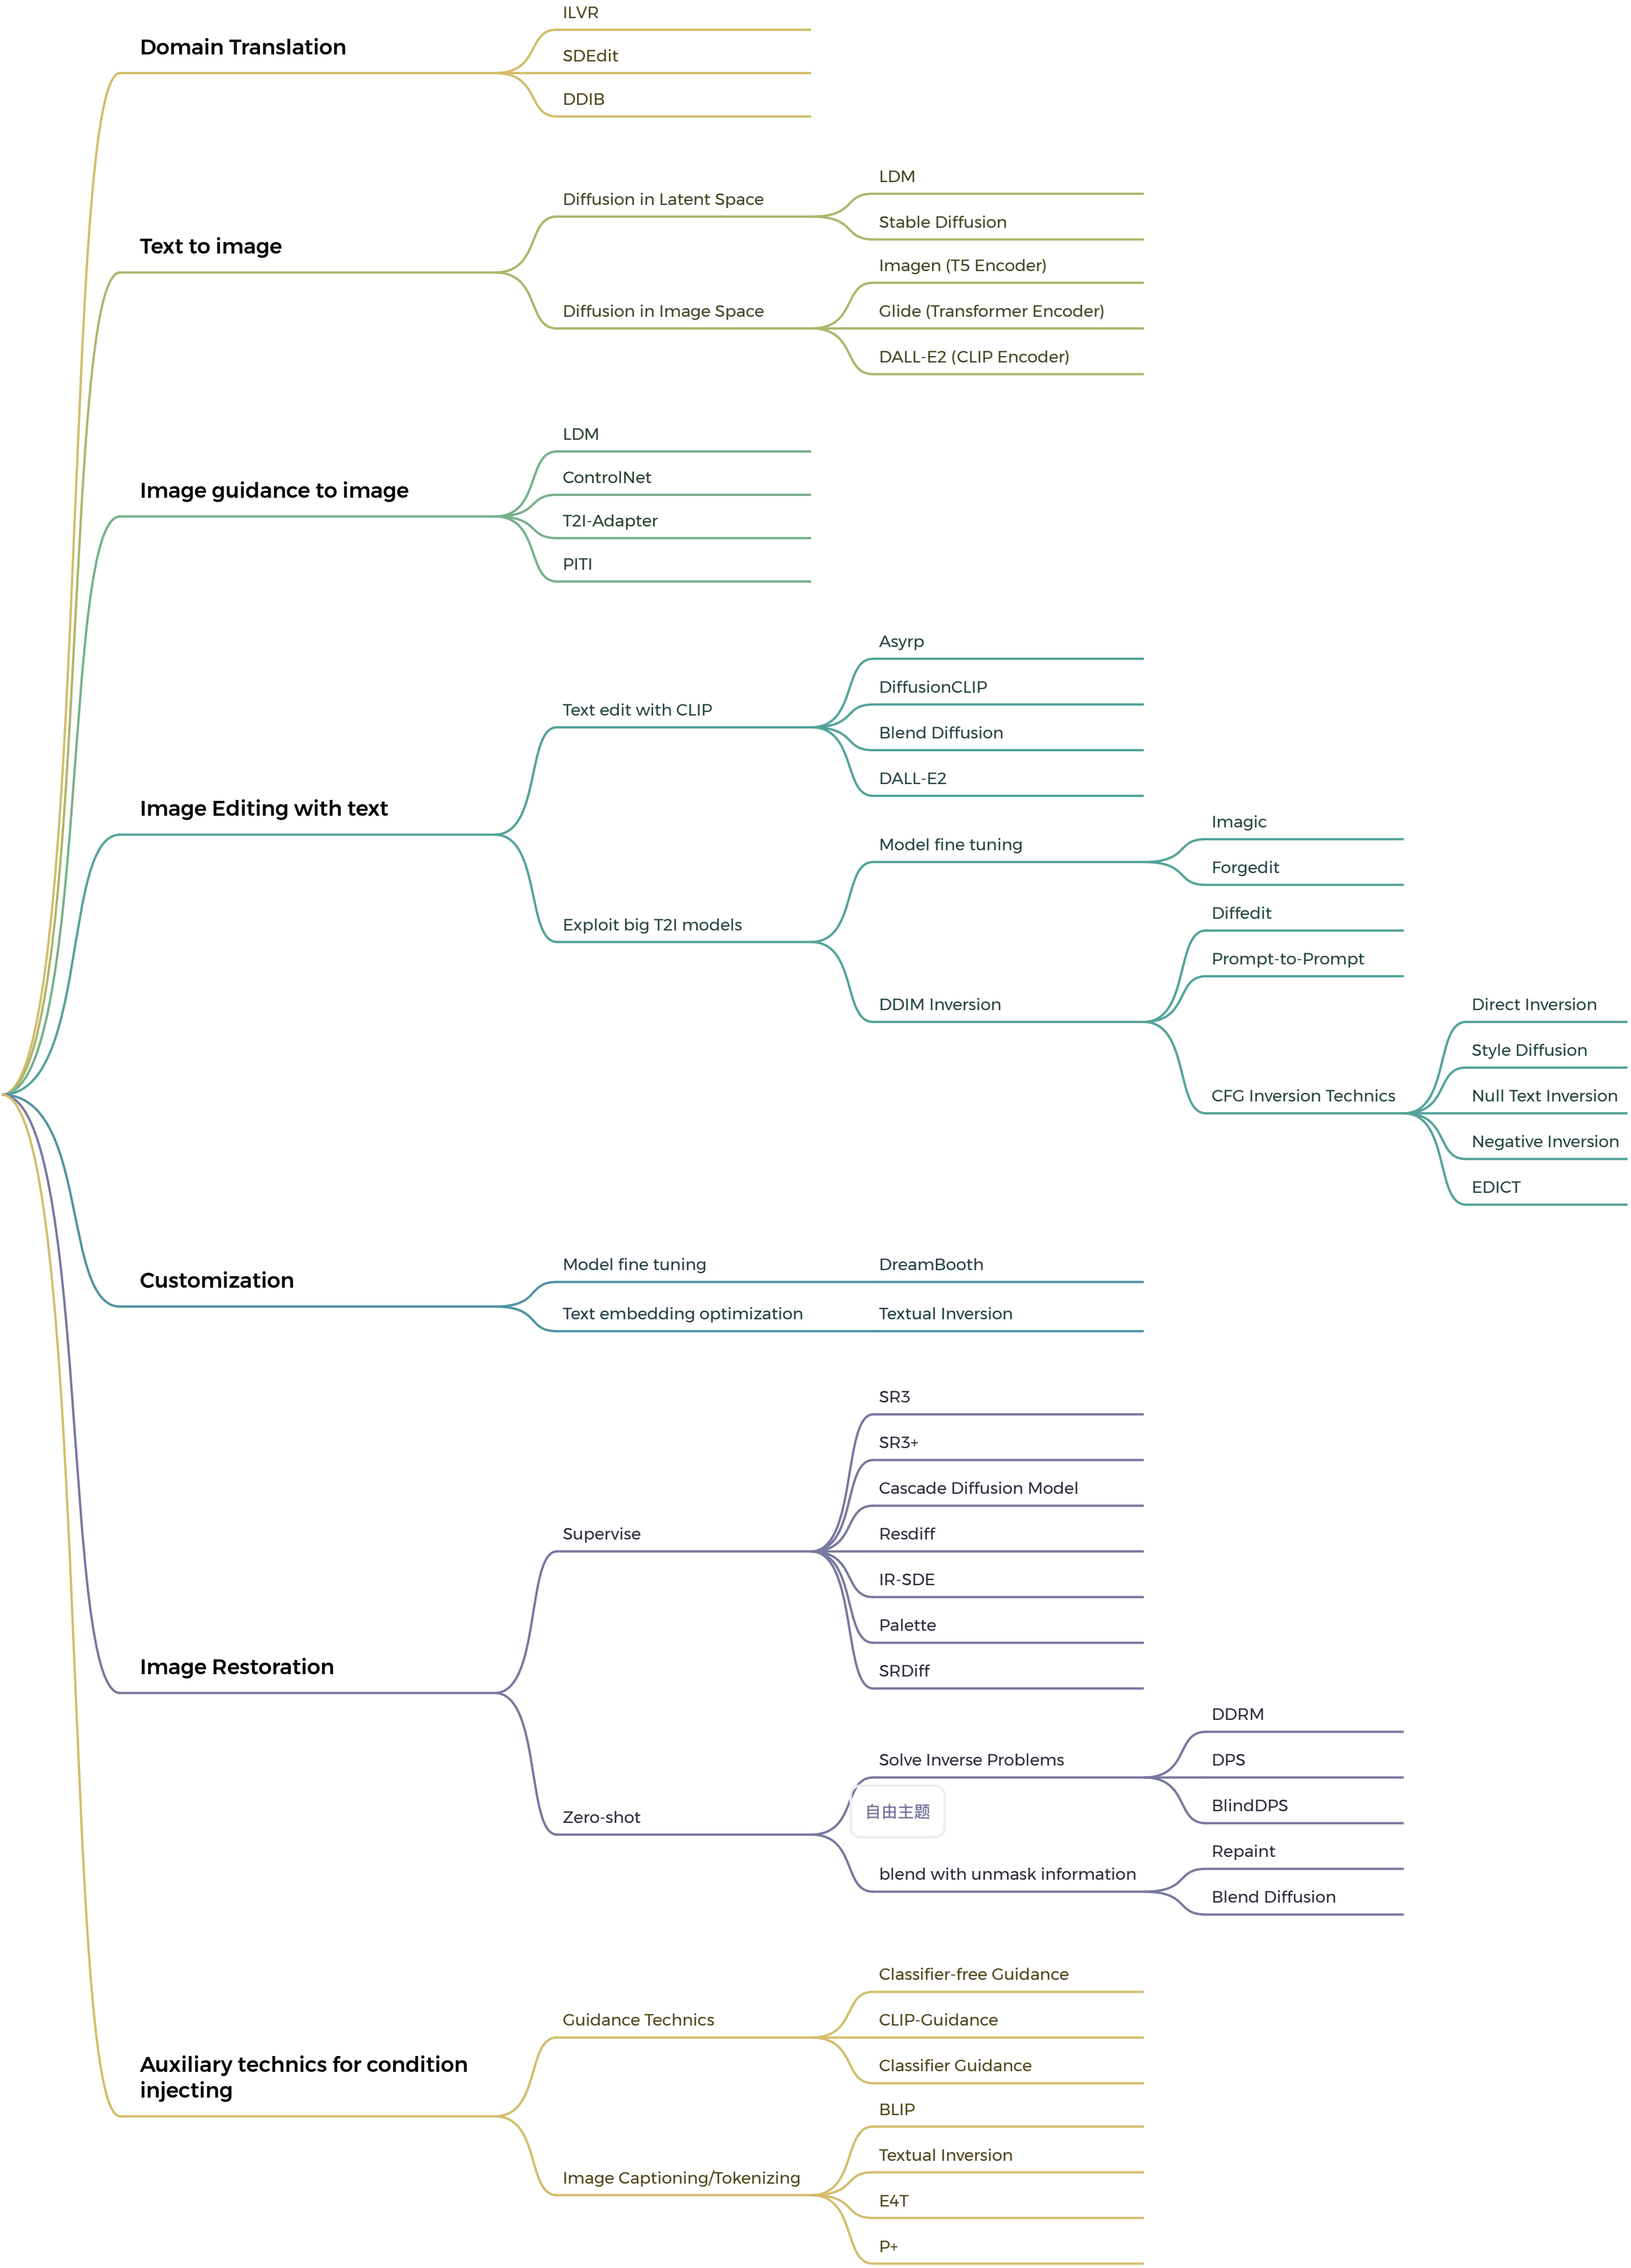 Domain Translation
ILVR
SDEdit
DDIB
Text to image
Diffusion in Latent Space
LDM
Stable Diffusion
Diffusion in Image Space
Imagen (T5 Encoder)
Glide (Transformer Encoder)
DALL-E2 (CLIP Encoder)
Image guidance to image
LDM
ControlNet
T2I-Adapter
PITI
Image Editing with text
Text edit with CLIP
Asyrp
DiffusionCLIP
Blend Diffusion
DALL-E2
Exploit big T2I models
Model fine tuning
Imagic
Forgedit
DDIM Inversion
Diffedit
Prompt-to-Prompt
CFG Inversion Technics
Direct Inversion
Style Diffusion
Null Text Inversion
Negative Inversion
EDICT
Customization
Model fine tuning
DreamBooth
Text embedding optimization
Textual Inversion
Image Restoration
Supervise
SR3
SR3+
Cascade Diffusion Model
Resdiff
IR-SDE
Palette
SRDiff
Zero-shot
Solve Inverse Problems
DDRM
DPS
BlindDPS
自由主题
blend with unmask information
Repaint
Blend Diffusion
Auxiliary technics for condition
injecting
Guidance Technics
Classifier-free Guidance
CLIP-Guidance
Classifier Guidance
Image Captioning/Tokenizing
BLIP
Textual Inversion
E4T
P+